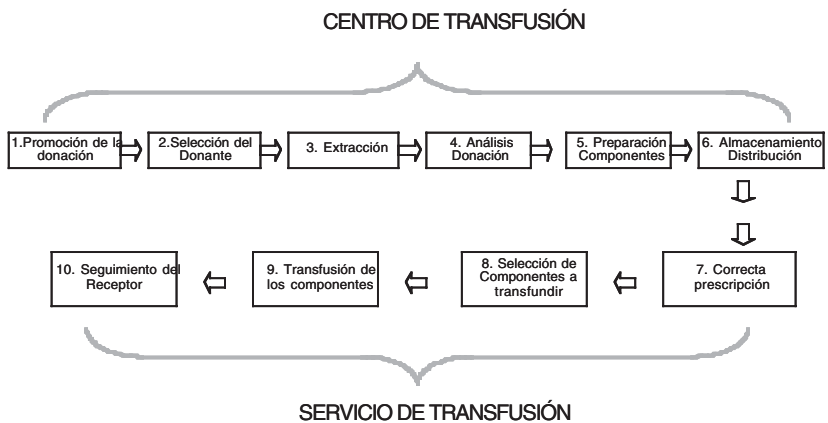 CENTRO DE TRANSFUSIÓN
1.Promoción de la
donación
2.Selección del
Donante
3. Extracción
4. Análisis
Donación
5. Preparación
Componentes
6. Almacenamiento
Distribución
7. Correcta
prescripción
8. Selección de
Componentes a
transfundir
9. Transfusión de
los componentes
10. Seguimiento del
Receptor
SERVICIO DE TRANSFUSIÓN